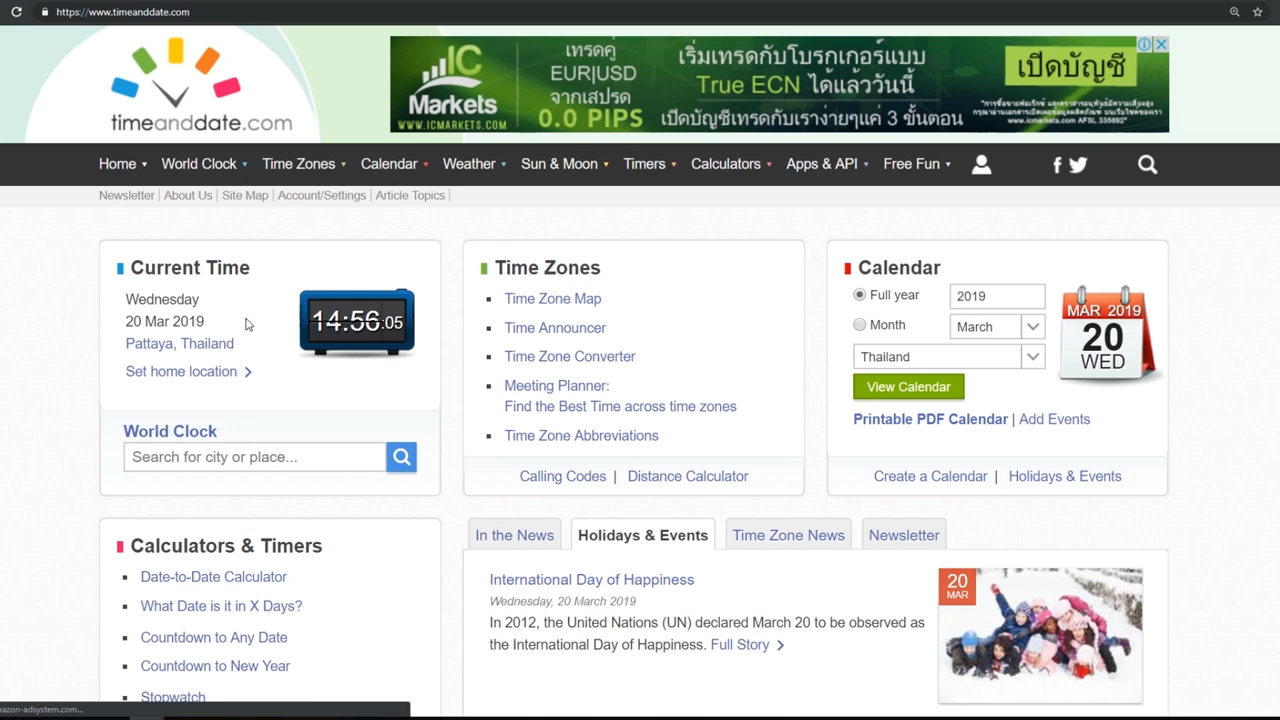 https://www.timeanddate.com
timeanddate.com
IC
Markets
WWW.ICMARKETS.COM
เทรดคู่
EUR|USD
จากสเปรด
0.0 PIPS
เริ่มเทรดกับโบรกเกอร์แบบ
True ECN ได้แล้ววันนี้
เปิดบัญชีเทรดกับเราง่ายๆแค่ 3 ขั้นตอน
เปิดบัญชี
www.icmarkets.com AFSL 335692"
Home World Clock Time Zones Calendar Weather Sun & Moon Timers Calculators Apps & API Free Fun
Newsletter | About Us | Site Map | Account/Settings | Article Topics |
Current Time
Wednesday
20 Mar 2019
Pattaya, Thailand
Set home location
14:56:05
World Clock
Search for city or place...
Time Zones
Time Zone Map
Time Announcer
Time Zone Converter
Meeting Planner:
Find the Best Time across time zones
Time Zone Abbreviations
Calling Codes | Distance Calculator
Calendar
Full year 2019
Month March
Thailand
View Calendar
MAR 2019
20
WED
Printable PDF Calendar | Add Events
Create a Calendar | Holidays & Events
Calculators & Timers
Date-to-Date Calculator
What Date is it in X Days?
Countdown to Any Date
Countdown to New Year
Stopwatch
In the News Holidays & Events Time Zone News Newsletter
International Day of Happiness
Wednesday, 20 March 2019
In 2012, the United Nations (UN) declared March 20 to be observed as
the International Day of Happiness. Full Story
20
MAR
azon-adsystem.com...